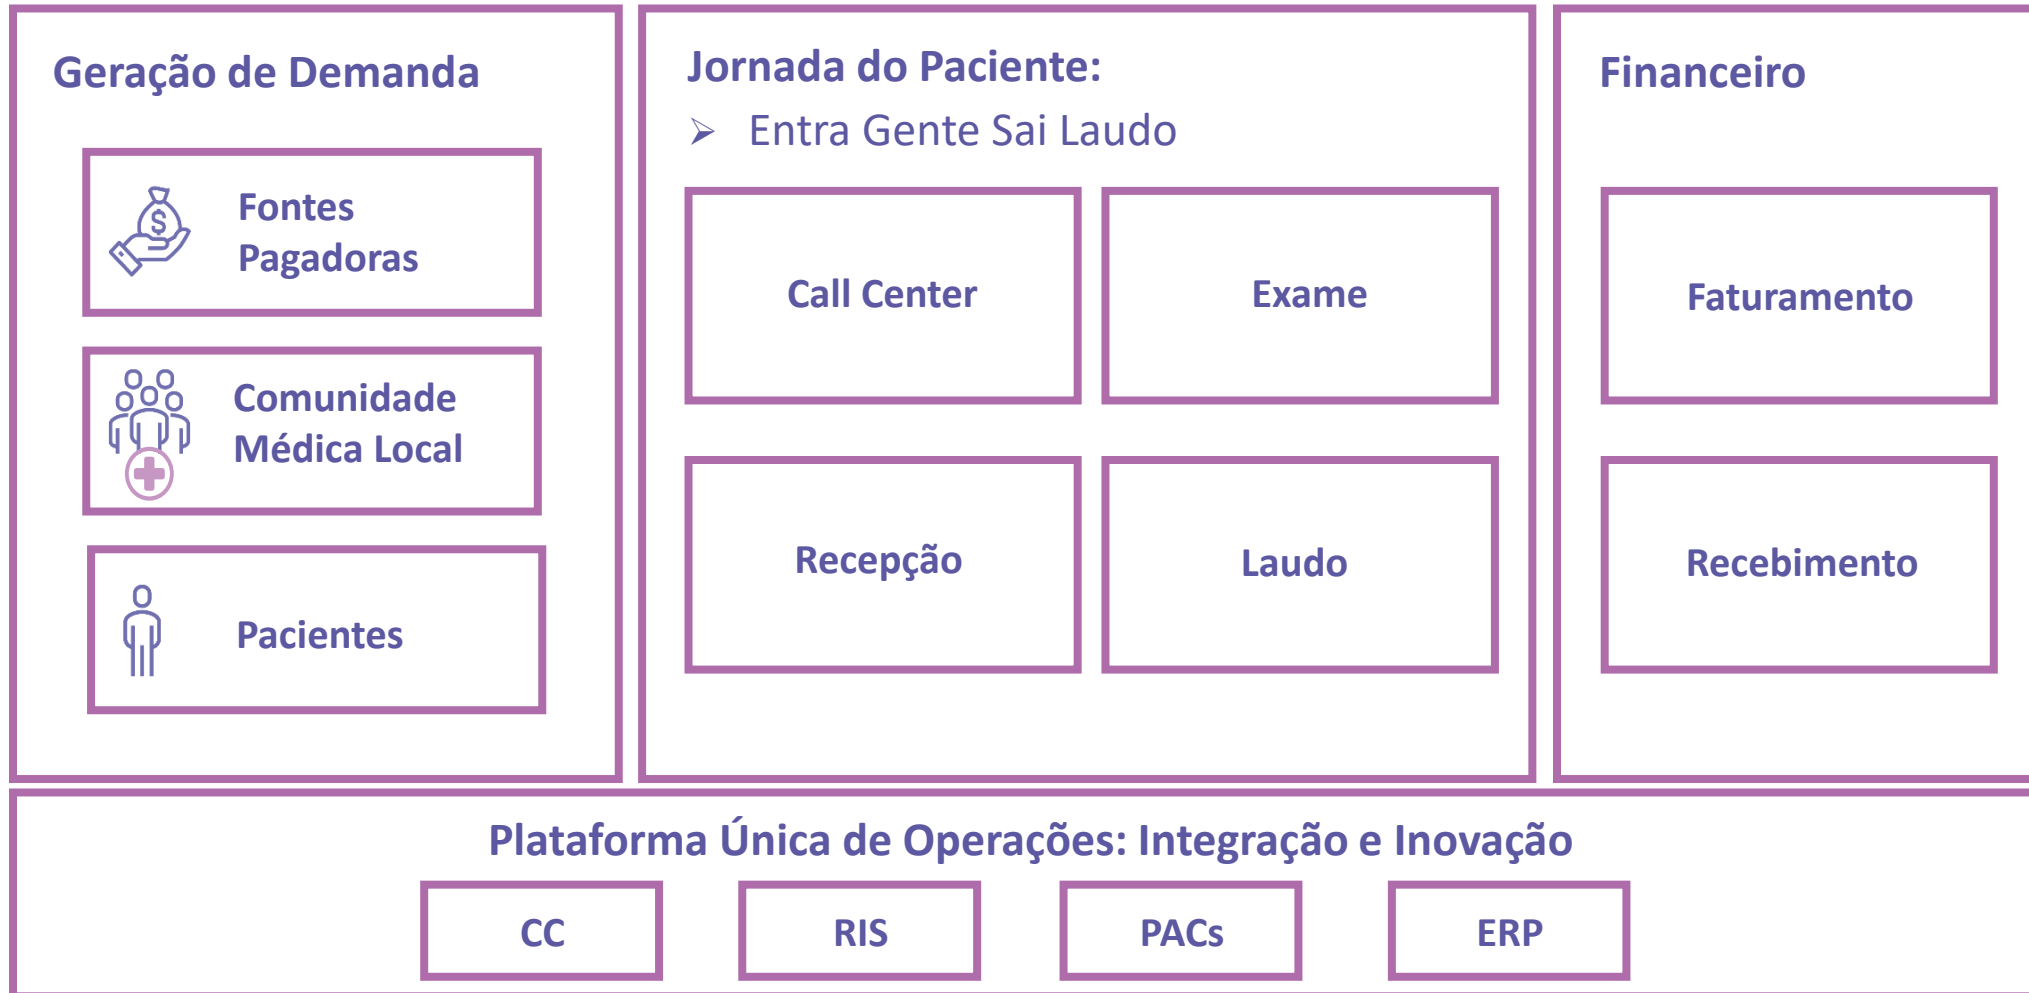 Geração de Demanda
Fontes
Pagadoras
$
Comunidade
Médica Local
Pacientes
Jornada do Paciente:
➢ Entra Gente Sai Laudo
Call Center
Exame
Recepção
Laudo
Financeiro
Faturamento
Recebimento
Plataforma Única de Operações: Integração e Inovação
CC
RIS
PACs
ERP